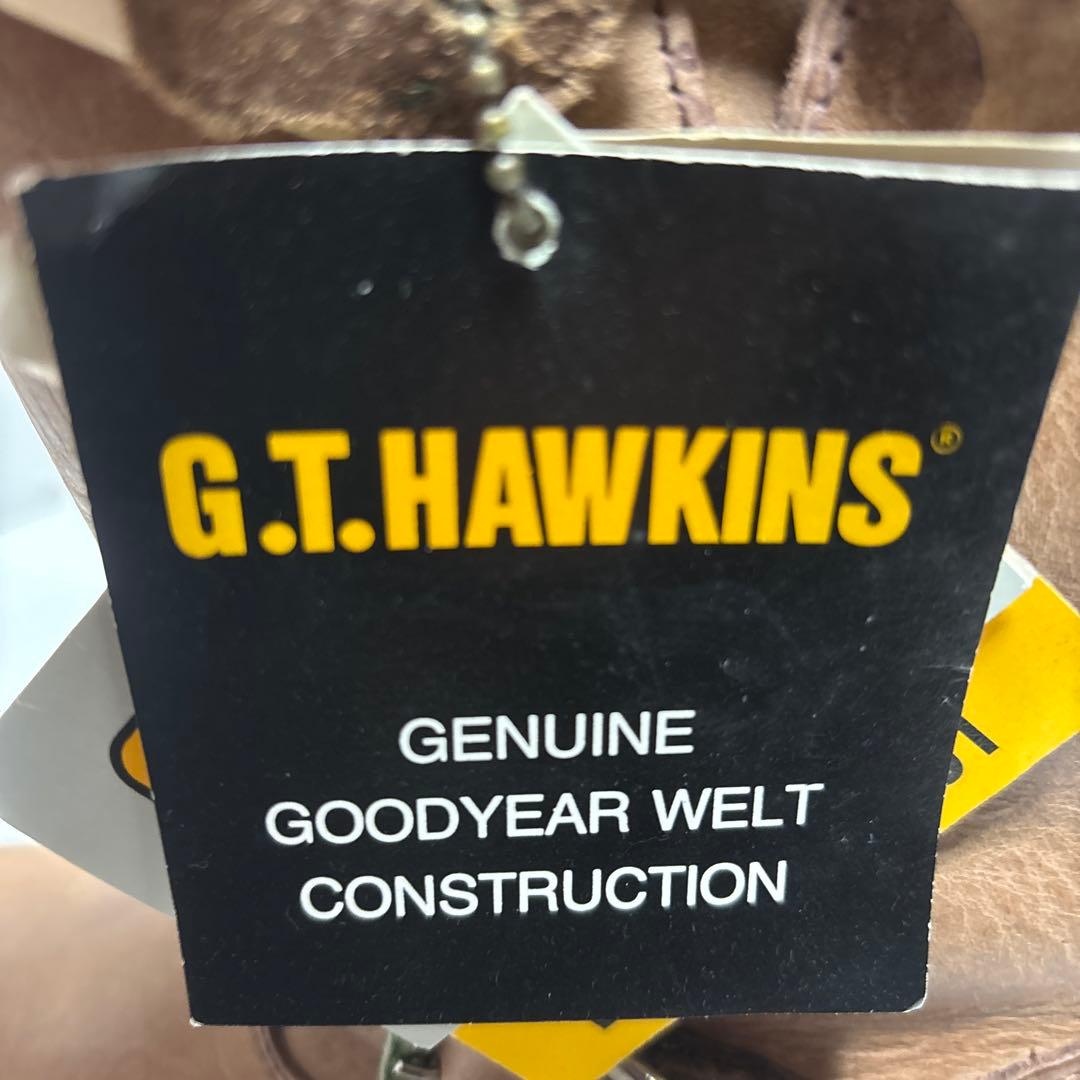 G.T.HAWKINS®
GENUINE
GOODYEAR WELT
CONSTRUCTION